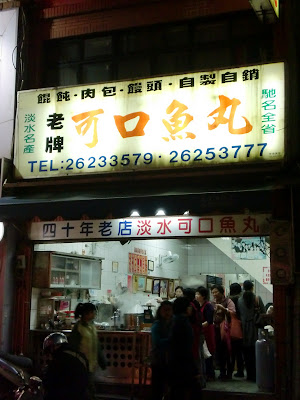 餛飩·肉包·饅頭·自製自銷
淡水名產
老牌
可口魚丸
馳名全省
TEL:26233579·26253777
四十年老店淡水可口魚丸